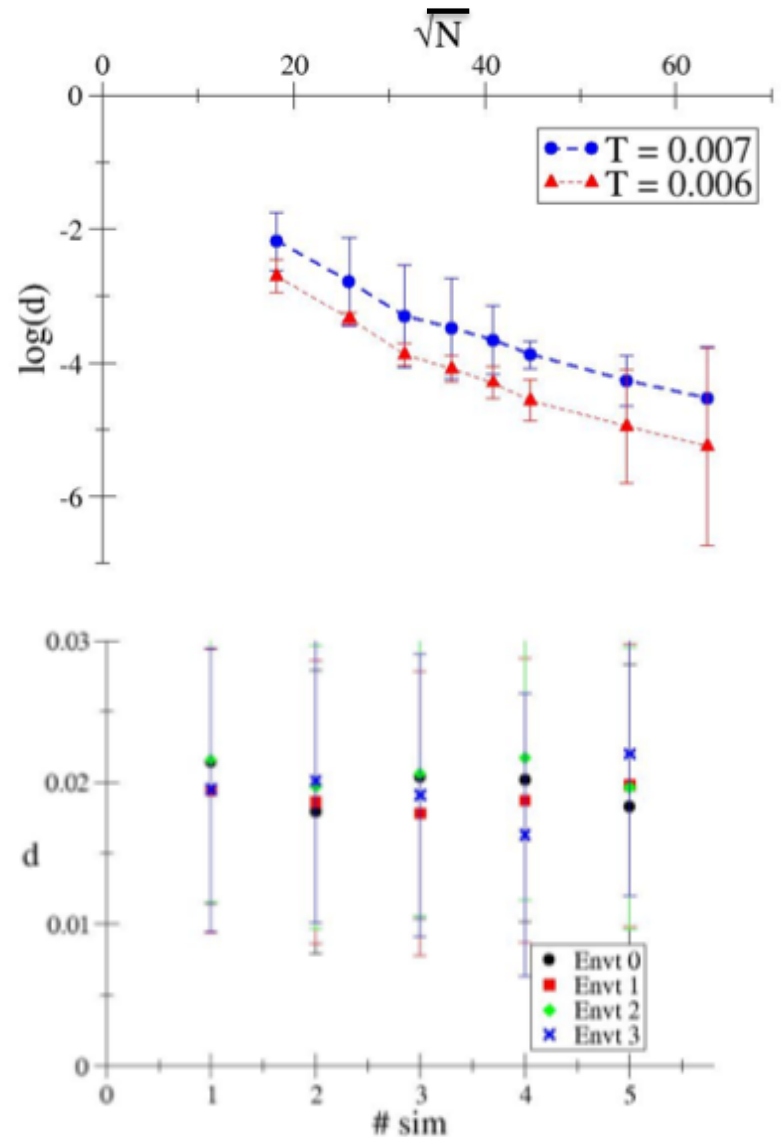 √N
0 20 40 60
0
T = 0.007
T = 0.006
-2
log(d)
-4
-6
0.03
0.02
d
0.01
Envt 0
Envt 1
Envt 2
Envt 3
0
0 1 2 3 4 5
# sim